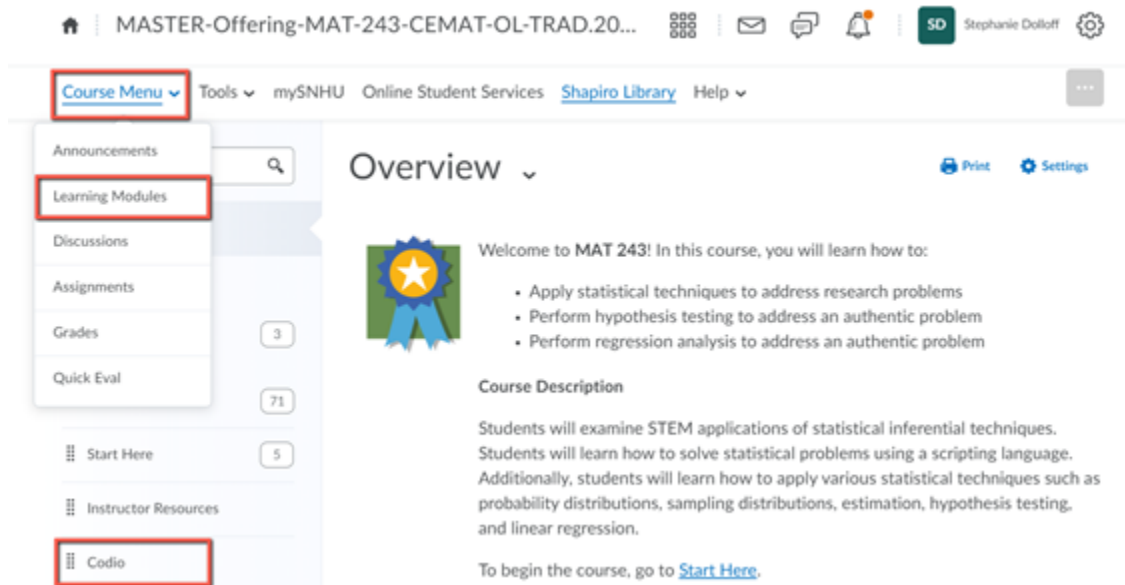 MASTER-Offering-MAT-243-CEMAT-OL-TRAD.20...
SD
Stephanie Dolloff
Course Menu
Tools
mySNHU
Online Student Services
Shapiro Library
Help
...
Announcements
Learning Modules
Discussions
Assignments
Grades
Quick Eval
3
71
Start Here
5
Instructor Resources
Codio
Overview
Print
Settings
Welcome to MAT 243! In this course, you will learn how to:
• Apply statistical techniques to address research problems
• Perform hypothesis testing to address an authentic problem
• Perform regression analysis to address an authentic problem
Course Description
Students will examine STEM applications of statistical inferential techniques.
Students will learn how to solve statistical problems using a scripting language.
Additionally, students will learn how to apply various statistical techniques such as
probability distributions, sampling distributions, estimation, hypothesis testing,
and linear regression.
To begin the course, go to Start Here.